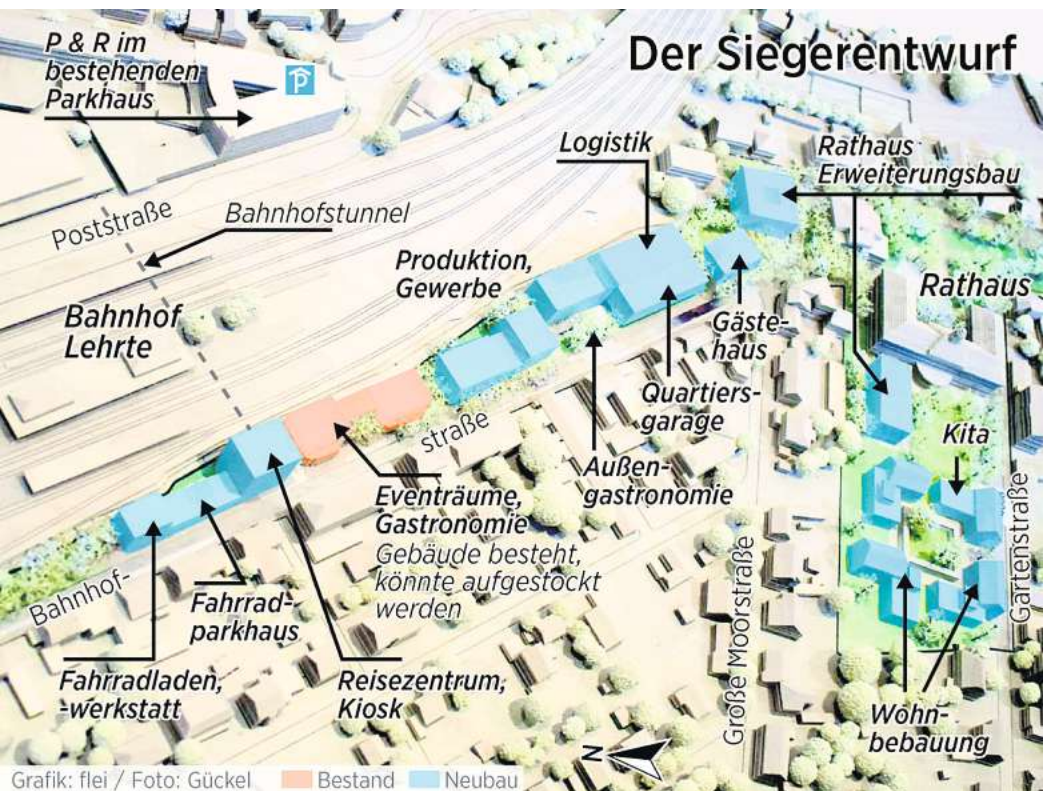 Der Siegerentwurf
P & R im
bestehenden
Parkhaus
P
Logistik
Rathaus
Erweiterungsbau
Poststraße
Bahnhofstunnel
Produktion,
Gewerbe
Rathaus
Bahnhof
Lehrte
Gäste-
haus
Quartiers-
garage
straße
Kita
Außen-
gastronomie
Eventräume,
Gastronomie
Gebäude besteht,
könnte aufgestockt
werden
Bahnhof-
Fahrrad-
parkhaus
Große Moorstraße
Gartenstraße
Fahrradladen,
-werkstatt
Reisezentrum,
Kiosk
Wohn-
bebauung
N
Grafik: flei / Foto: Gückel
Bestand
Neubau